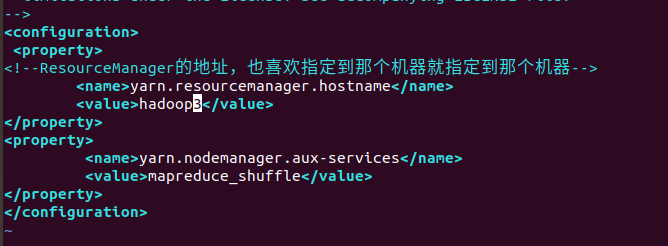 -->
<configuration>
<property>
<!--ResourceManager的地址，也喜欢指定到那个机器就指定到那个机器-->
<name>yarn.resourcemanager.hostname</name>
<value>hadoop3</value>
</property>
<property>
<name>yarn.nodemanager.aux-services</name>
<value>mapreduce_shuffle</value>
</property>
</configuration>
~